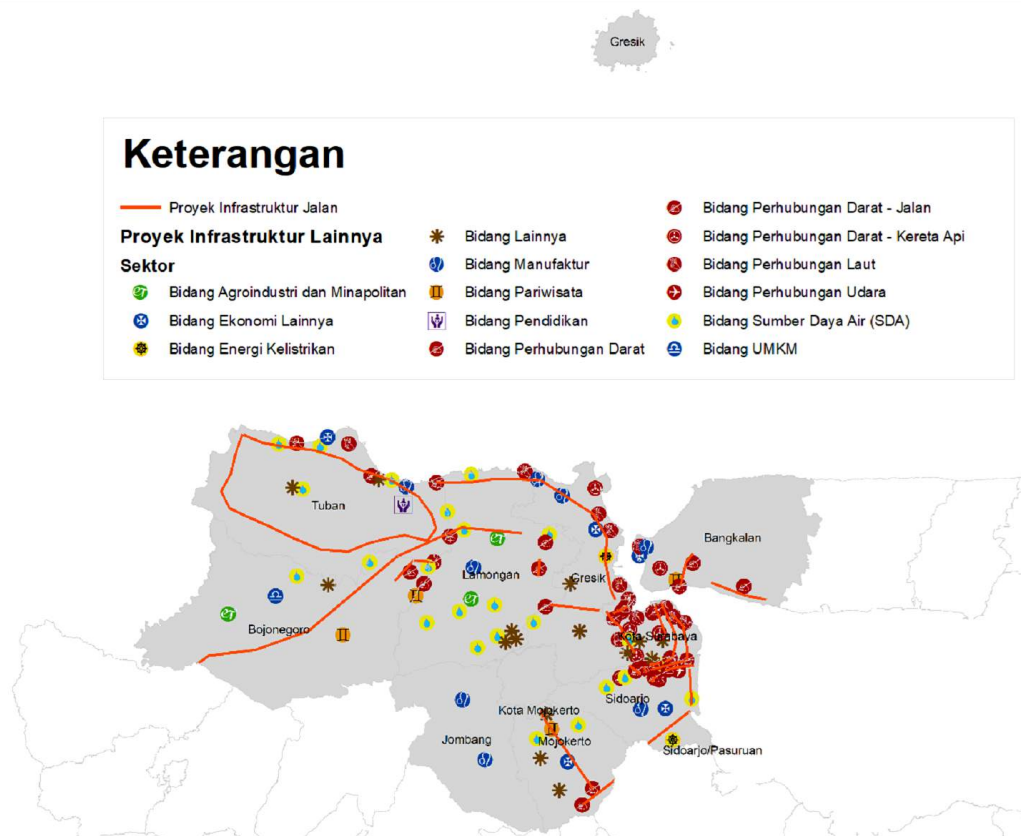 Gresik
Keterangan
Proyek Infrastruktur Jalan
Proyek Infrastruktur Lainnya
Sektor
Bidang Agroindustri dan Minapolitan
Bidang Ekonomi Lainnya
Bidang Energi Kelistrikan
Bidang Lainnya
Bidang Manufaktur
Bidang Pariwisata
Bidang Pendidikan
Bidang Perhubungan Darat
Bidang Perhubungan Darat - Jalan
Bidang Perhubungan Darat - Kereta Api
Bidang Perhubungan Laut
Bidang Perhubungan Udara
Bidang Sumber Daya Air (SDA)
Bidang UMKM
Tuban
Bangkalan
Lamongan
Gresik
Bojonegoro
Kota Surabaya
Sidoarjo
Kota Mojokerto
Jombang
Mojokerto
Sidoarjo/Pasuruan